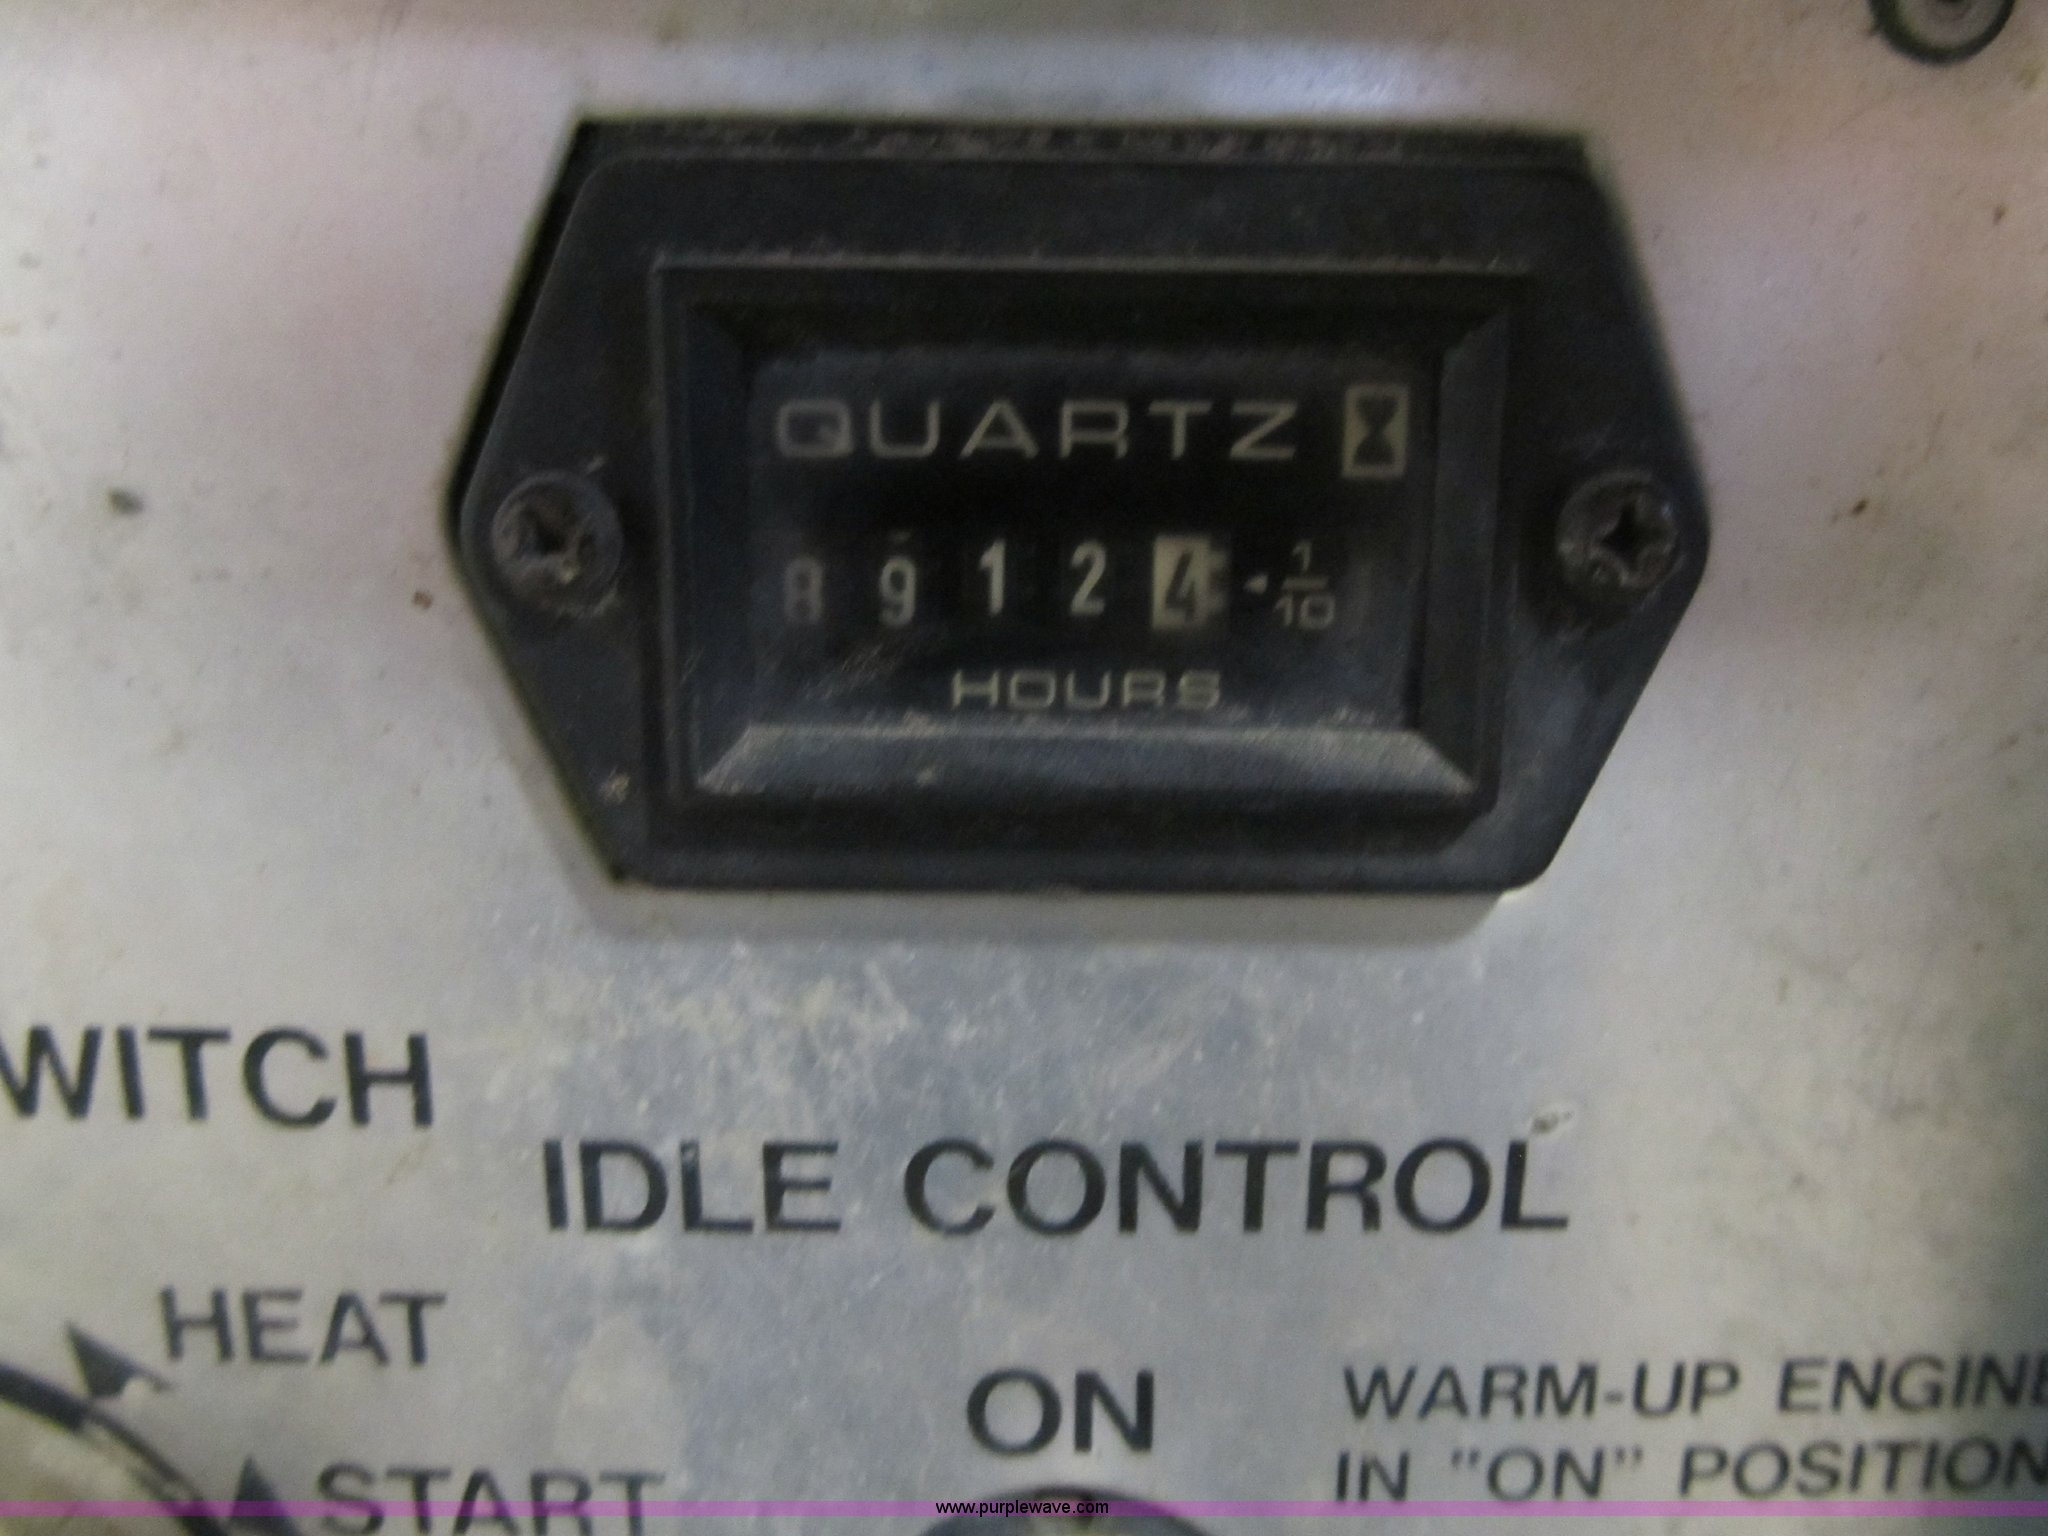 QUARTZ
8 9 1 2 4 1/10
HOURS
WITCH
IDLE CONTROL
HEAT
ON
WARM-UP ENGINE
IN "ON" POSITION
START
www.purplewave.com